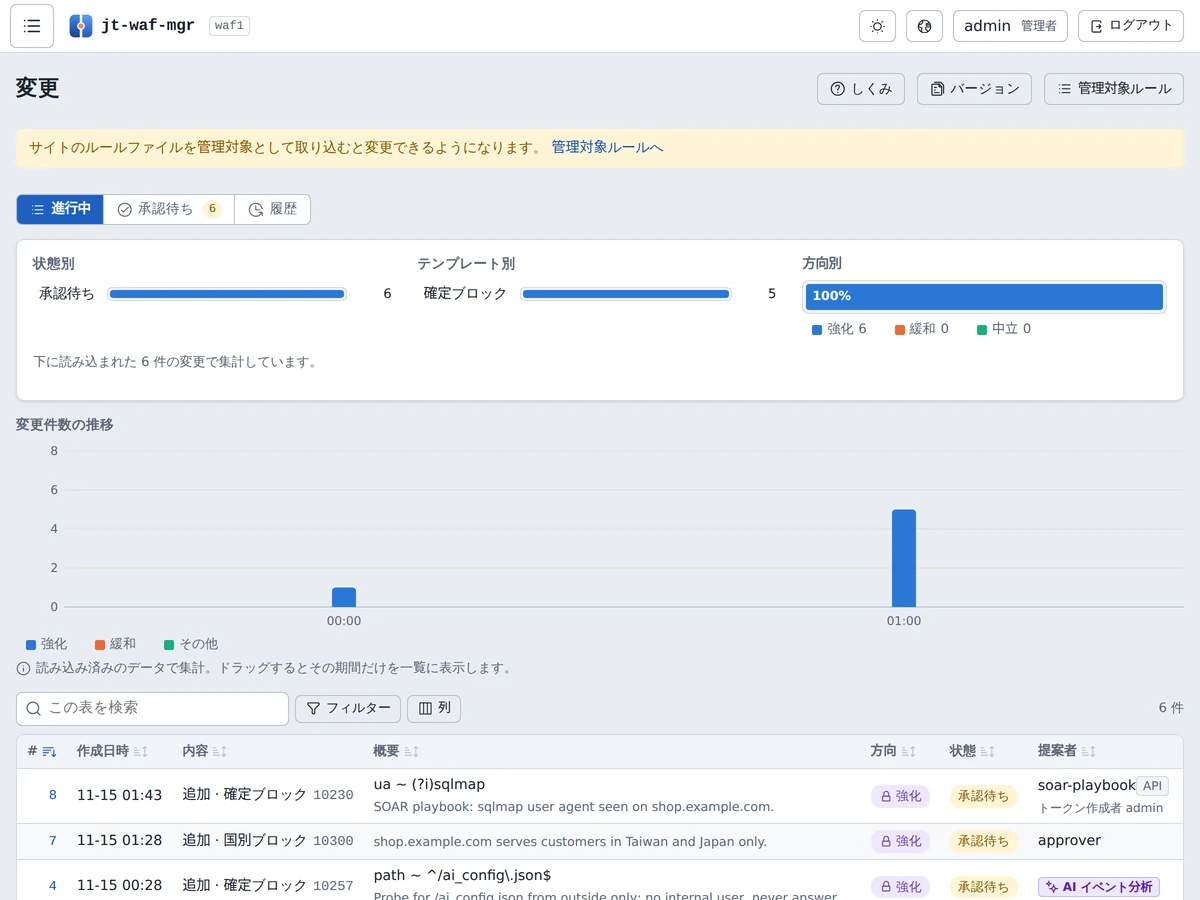 jt-waf-mgr waf1 admin 管理者 ログアウト
変更 しくみ バージョン 管理対象ルール
サイトのルールファイルを管理対象として取り込むと変更できるようになります。 管理対象ルールへ
進行中 承認待ち 6 履歴
状態別 テンプレート別 方向別
承認待ち 6 確定ブロック 5 100%
強化 6 緩和 0 中立 0
下に読み込まれた 6 件の変更で集計しています。
変更件数の推移
8
6
4
2
0
00:00 01:00
強化 緩和 その他
読み込み済みのデータで集計。ドラッグするとその期間だけを一覧に表示します。
この表を検索 フィルター 列 6 件
# 作成日時 内容 概要 方向 状態 提案者
8 11-15 01:43 追加 · 確定ブロック 10230 ua ~ (?i)sqlmap 強化 承認待ち soar-playbook API
SOAR playbook: sqlmap user agent seen on shop.example.com. トークン作成者 admin
7 11-15 01:28 追加 · 国別ブロック 10300 shop.example.com serves customers in Taiwan and Japan only. 強化 承認待ち approver
4 11-15 00:28 追加 · 確定ブロック 10257 path ~ ^/ai_config\.json$ 強化 承認待ち AI イベント分析
Probe for /ai_config.json from outside only; no internal user, never answer